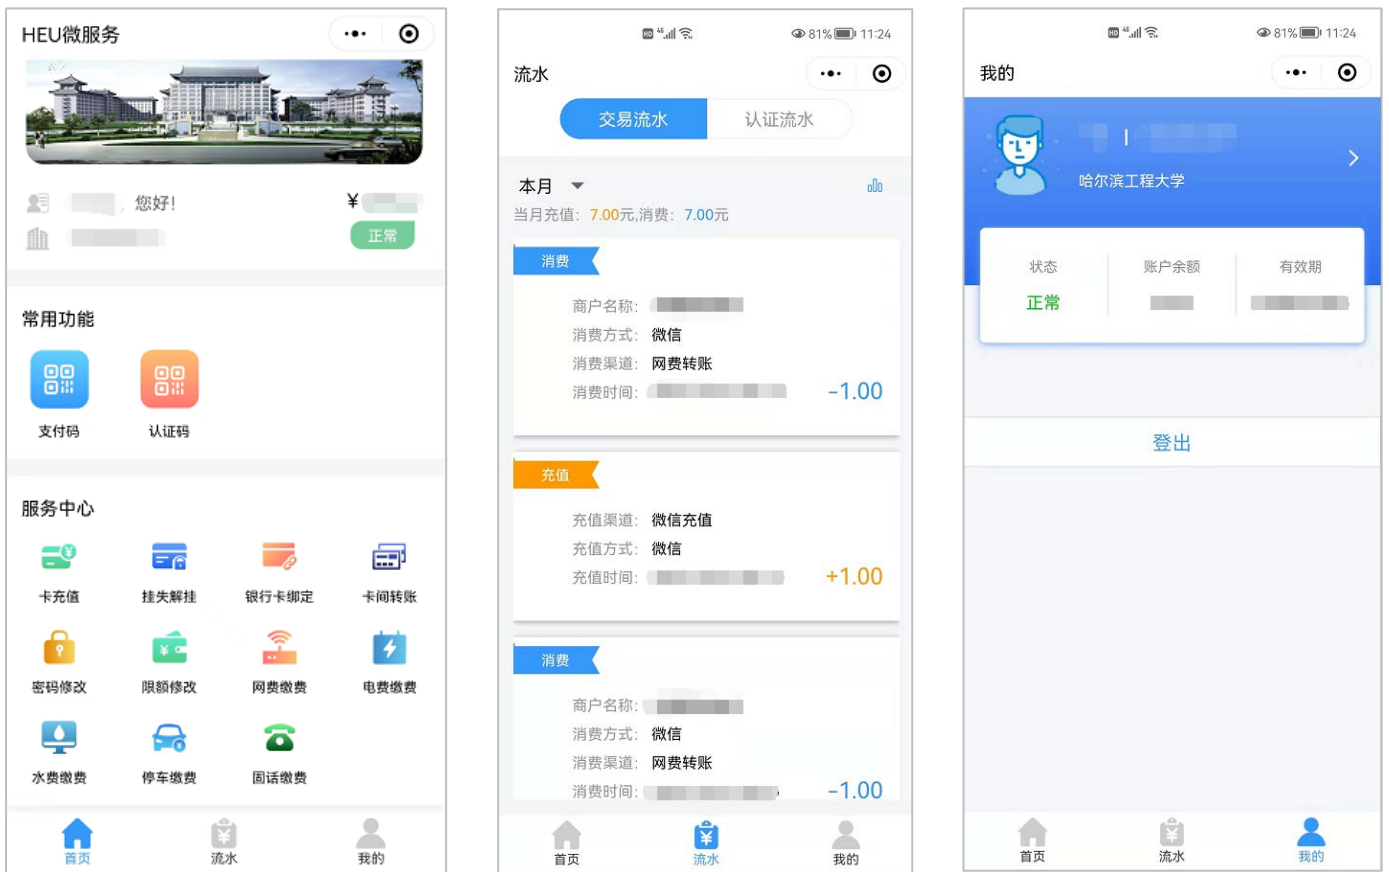 HEU微服务
您好!
¥
正常
常用功能
支付码
认证码
服务中心
卡充值
挂失解挂
银行卡绑定
卡间转账
密码修改
限额修改
网费缴费
电费缴费
水费缴费
停车缴费
固话缴费
首页
流水
我的
81% 11:24
流水
交易流水
认证流水
本月
当月充值：7.00元,消费：7.00元
消费
商户名称：
消费方式：微信
消费渠道：网费转账
消费时间：
-1.00
充值
充值渠道：微信充值
充值方式：微信
充值时间：
+1.00
消费
商户名称：
消费方式：微信
消费渠道：网费转账
消费时间：
-1.00
首页
流水
我的
81% 11:24
我的
哈尔滨工程大学
状态
账户余额
有效期
正常
登出
首页
流水
我的